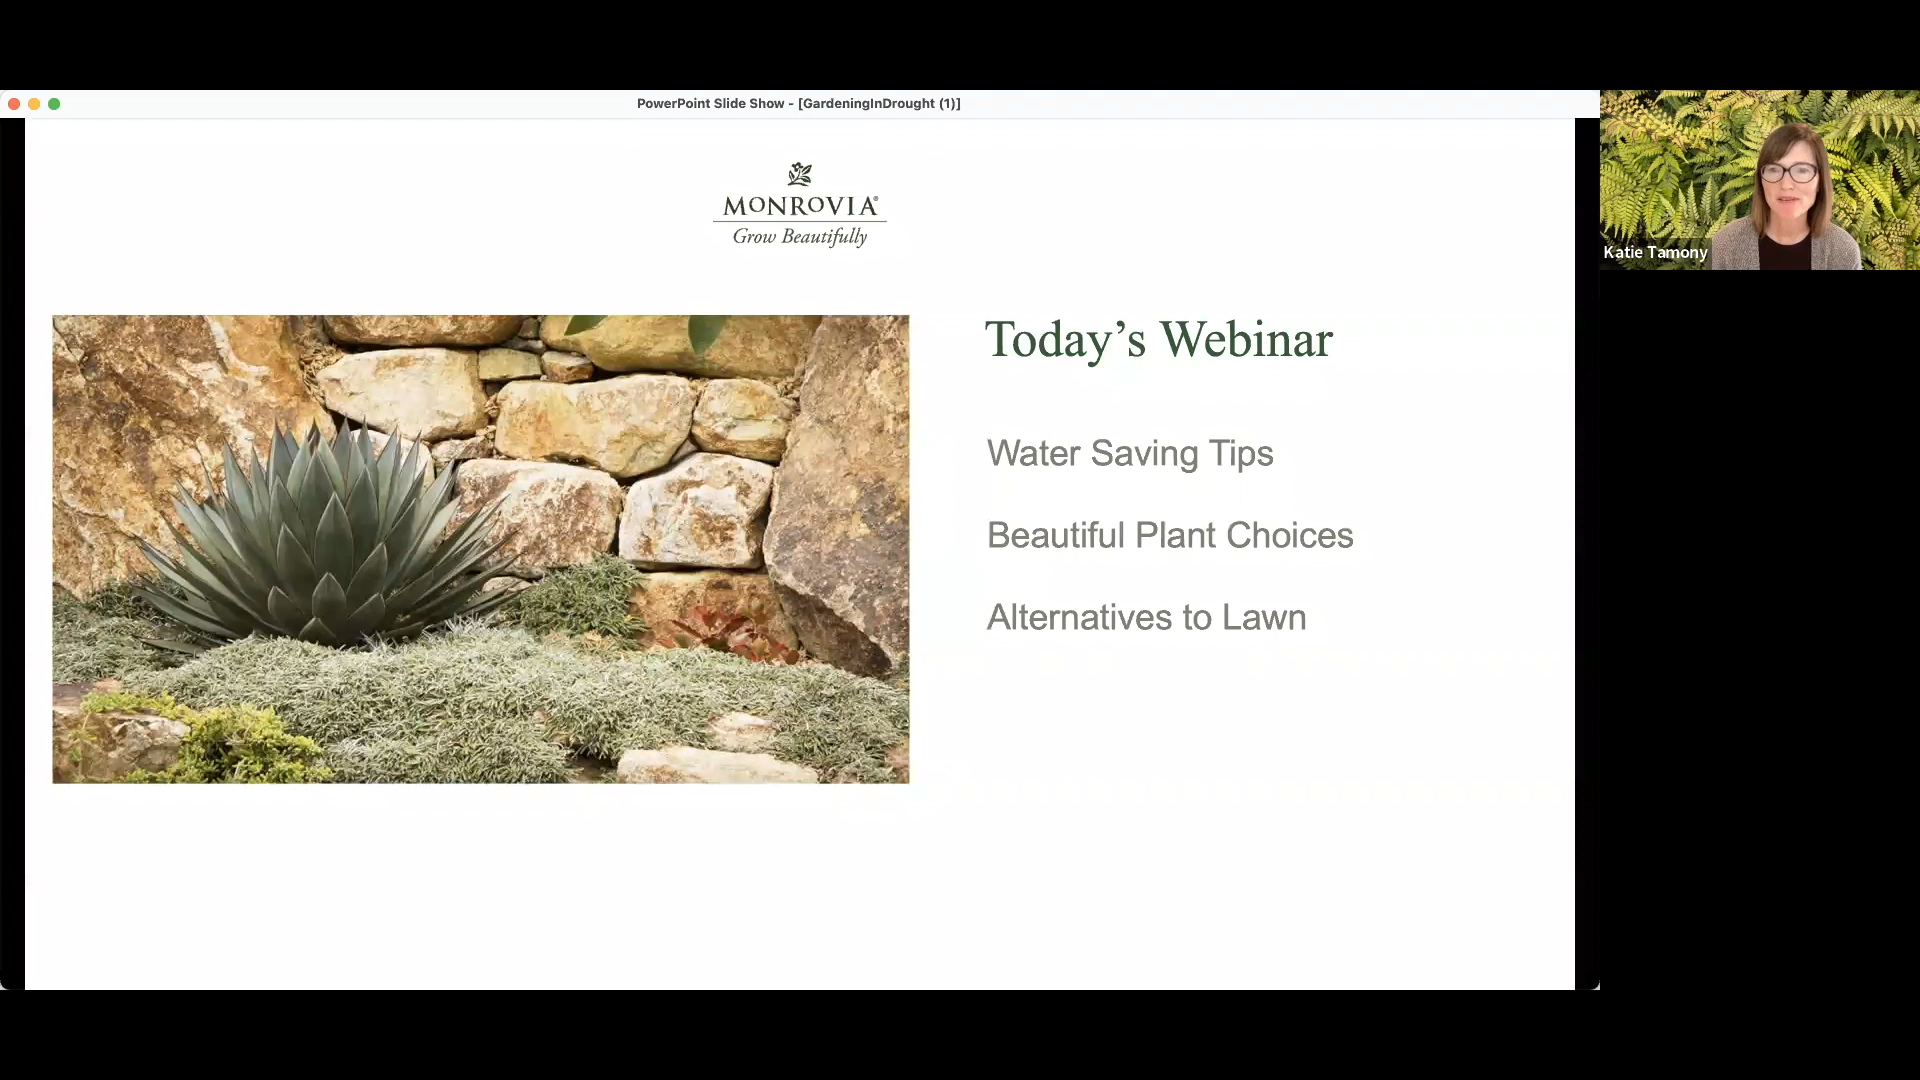 PowerPoint Slide Show - [GardeningInDrought (1)]
MONROVIA®
Grow Beautifully
Katie Tamony
Today’s Webinar
Water Saving Tips
Beautiful Plant Choices
Alternatives to Lawn